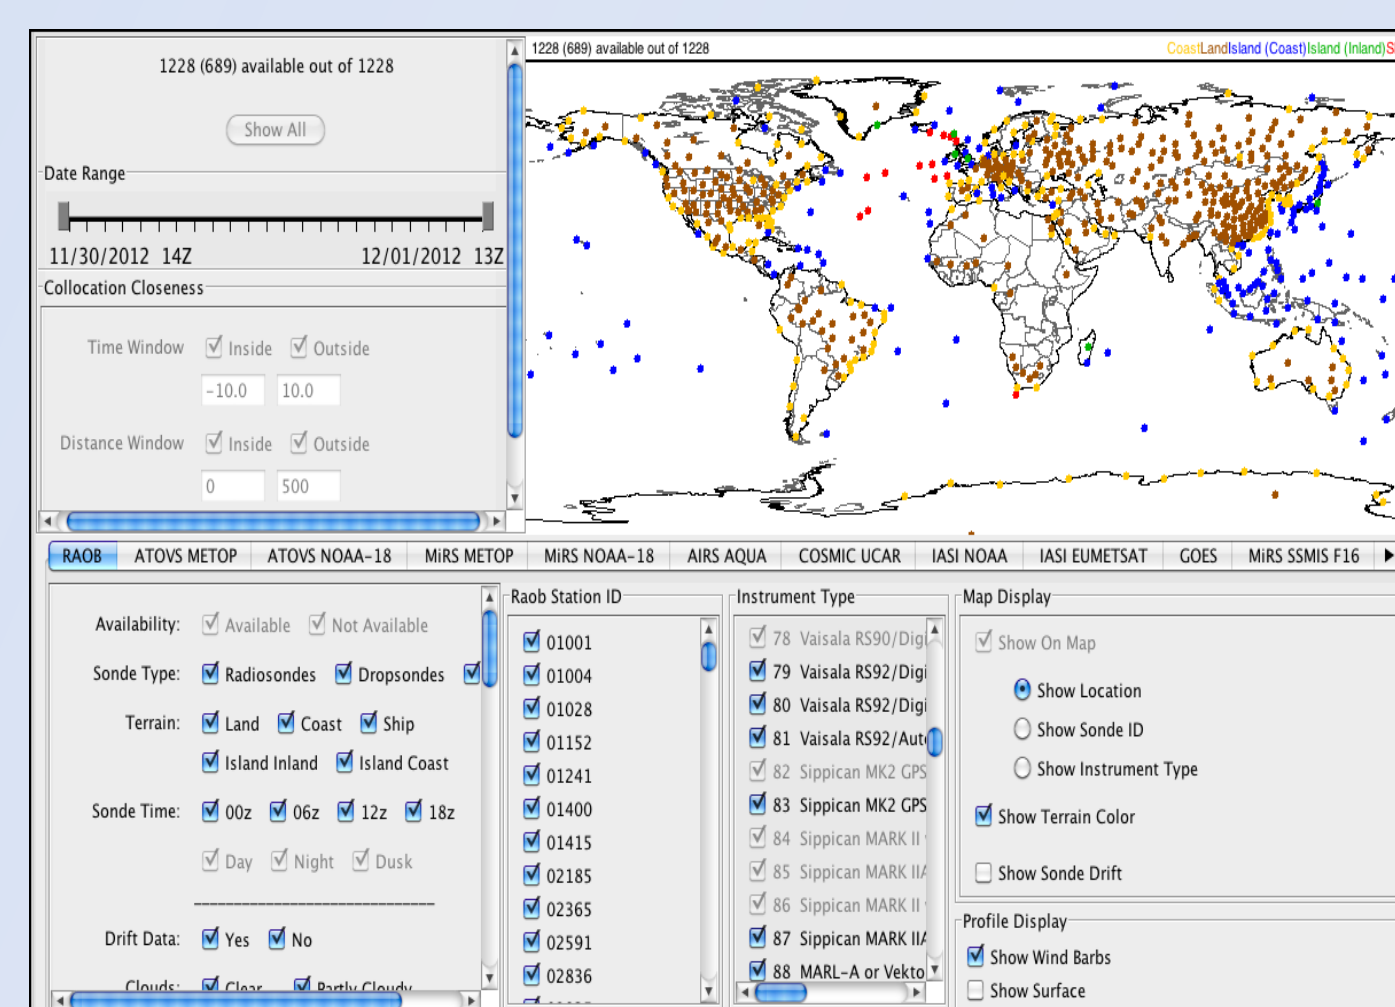 1228 (689) available out of 1228
Show All
Date Range
11/30/2012 14Z 12/01/2012 13Z
Collocation Closeness
Time Window Inside Outside
-10.0 10.0
Distance Window Inside Outside
0 500
1228 (689) available out of 1228 CoastLandIsland (Coast)Island (Inland)S
RAOB ATOVS METOP ATOVS NOAA-18 MiRS METOP MiRS NOAA-18 AIRS AQUA COSMIC UCAR IASI NOAA IASI EUMETSAT GOES MiRS SSMIS F16
Availability: Available Not Available
Sonde Type: Radiosondes Dropsondes
Terrain: Land Coast Ship
Island Inland Island Coast
Sonde Time: 00z 06z 12z 18z
Day Night Dusk
Drift Data: Yes No
Clouds: Clear Partly Cloudy
Raob Station ID
01001
01004
01028
01152
01241
01400
01415
02185
02365
02591
02836
Instrument Type
78 Vaisala RS90/Digi
79 Vaisala RS92/Digi
80 Vaisala RS92/Digi
81 Vaisala RS92/Aut
82 Sippican MK2 GPS
83 Sippican MK2 GPS
84 Sippican MARK II
85 Sippican MARK IIA
86 Sippican MARK II
87 Sippican MARK IIA
88 MARL-A or Vekto
Map Display
Show On Map
Show Location
Show Sonde ID
Show Instrument Type
Show Terrain Color
Show Sonde Drift
Profile Display
Show Wind Barbs
Show Surface